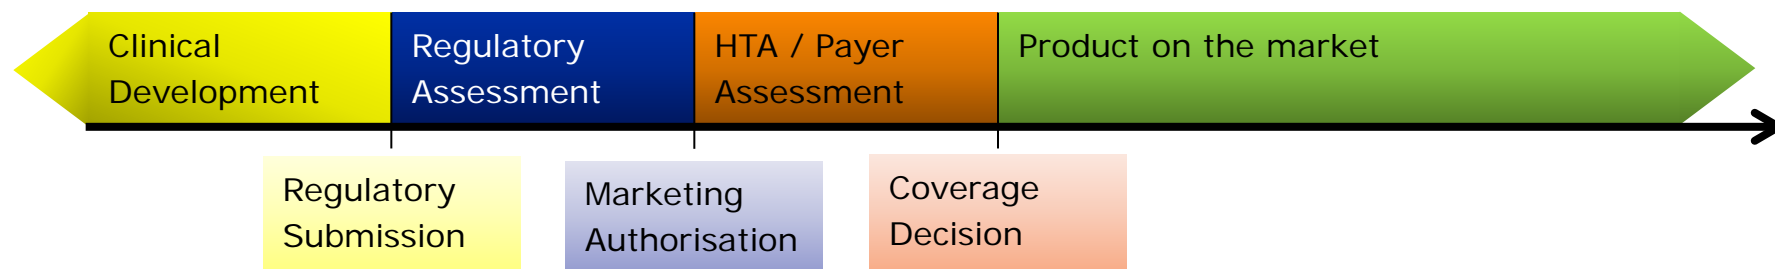 Clinical
Development
Regulatory
Assessment
HTA / Payer
Assessment
Product on the market
Regulatory
Submission
Marketing
Authorisation
Coverage
Decision